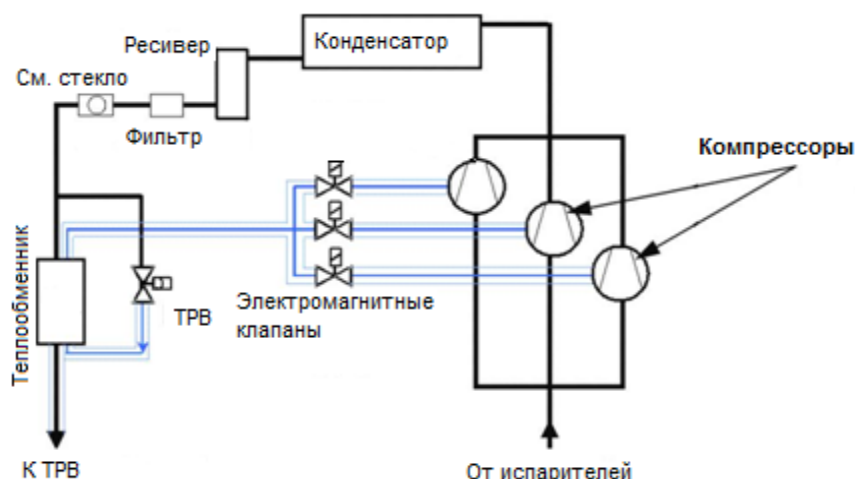 Ресивер
Конденсатор
См. стекло
Фильтр
Компрессоры
Теплообменник
ТРВ
Электромагнитные
клапаны
К ТРВ
От испарителей